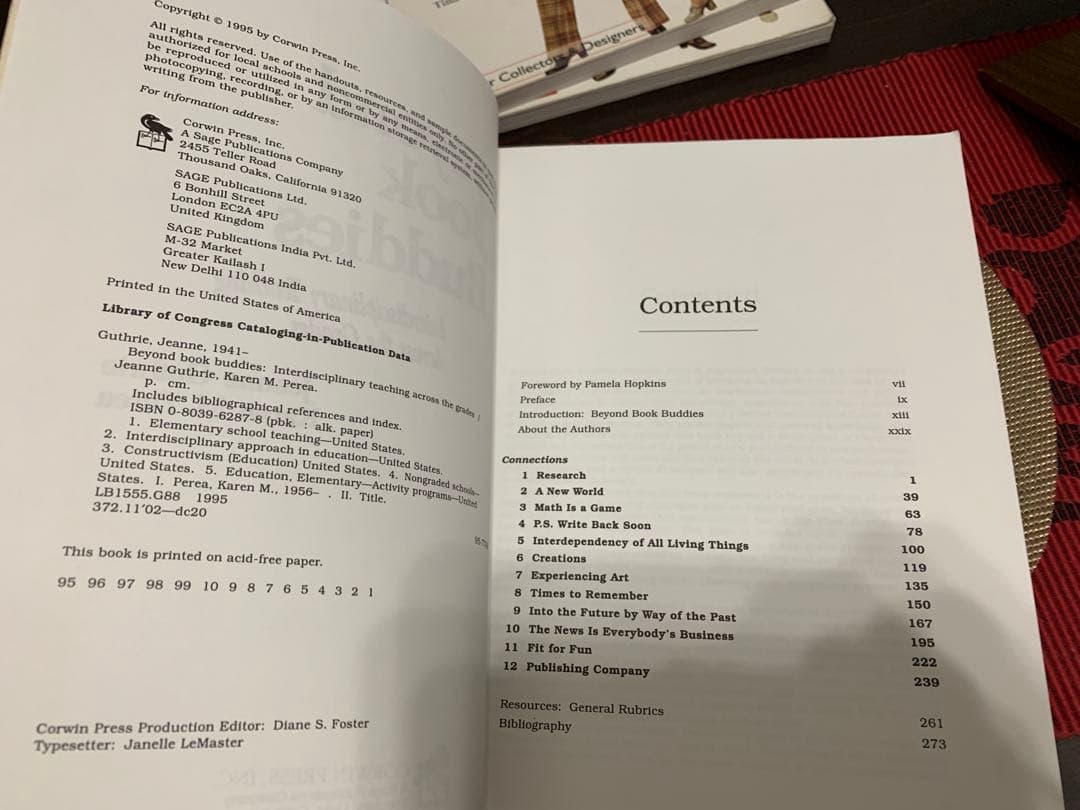 Copyright © 1995 by Corwin Press, Inc.
All rights reserved. Use of the handouts, resources, and sample documents
authorized for local schools and noncommercial entities only. No other
be reproduced or utilized in any form or by any means, electronic or
photocopying, recording, or by an information storage retrieval system,
writing from the publisher.
For information address:
Corwin Press, Inc.
A Sage Publications Company
2455 Teller Road
Thousand Oaks, California 91320
SAGE Publications Ltd.
6 Bonhill Street
London EC2A 4PU
United Kingdom
SAGE Publications India Pvt. Ltd.
M-32 Market
Greater Kailash I
New Delhi 110 048 India
Printed in the United States of America
Library of Congress Cataloging-in-Publication Data
Guthrie, Jeanne, 1941–
Beyond book buddies: Interdisciplinary teaching across the grades /
Jeanne Guthrie, Karen M. Perea.
p. cm.
Includes bibliographical references and index.
ISBN 0-8039-6287-8 (pbk. : alk. paper)
1. Elementary school teaching—United States.
2. Interdisciplinary approach in education—United States.
3. Constructivism (Education) United States. 4. Nongraded schools—
United States. 5. Education, Elementary—Activity programs—United
States. I. Perea, Karen M., 1956– . II. Title.
LB1555.G88 1995
372.11'02—dc20
This book is printed on acid-free paper.
95 96 97 98 99 10 9 8 7 6 5 4 3 2 1
Corwin Press Production Editor: Diane S. Foster
Typesetter: Janelle LeMaster
Collectors & Designers
Contents
Foreword by Pamela Hopkins vii
Preface ix
Introduction: Beyond Book Buddies xiii
About the Authors xxix
Connections
1 Research 1
2 A New World 39
3 Math Is a Game 63
4 P.S. Write Back Soon 78
5 Interdependency of All Living Things 100
6 Creations 119
7 Experiencing Art 135
8 Times to Remember 150
9 Into the Future by Way of the Past 167
10 The News Is Everybody's Business 195
11 Fit for Fun 222
12 Publishing Company 239
Resources: General Rubrics 261
Bibliography 273